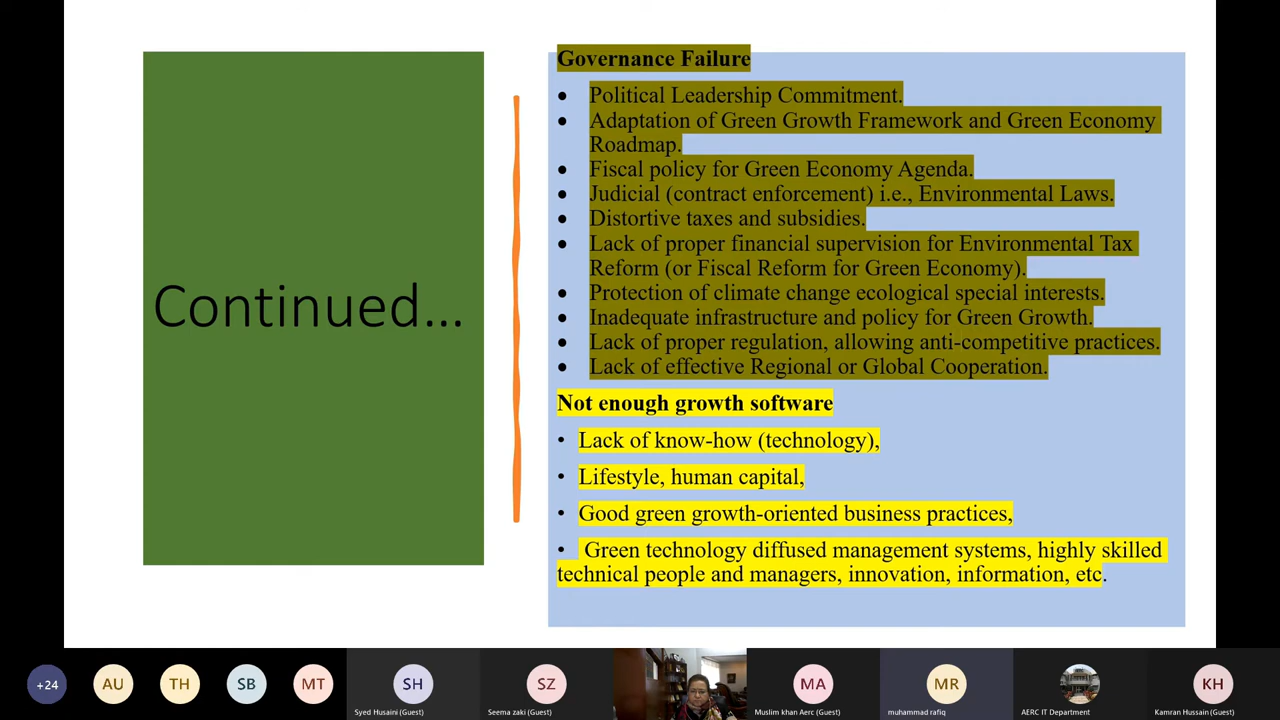 Continued...
Governance Failure
• Political Leadership Commitment.
• Adaptation of Green Growth Framework and Green Economy
Roadmap.
• Fiscal policy for Green Economy Agenda.
• Judicial (contract enforcement) i.e., Environmental Laws.
• Distortive taxes and subsidies.
• Lack of proper financial supervision for Environmental Tax
Reform (or Fiscal Reform for Green Economy).
• Protection of climate change ecological special interests.
• Inadequate infrastructure and policy for Green Growth.
• Lack of proper regulation, allowing anti-competitive practices.
• Lack of effective Regional or Global Cooperation.
Not enough growth software
• Lack of know-how (technology),
• Lifestyle, human capital,
• Good green growth-oriented business practices,
• Green technology diffused management systems, highly skilled
technical people and managers, innovation, information, etc.
+24
AU
TH
SB
MT
SH
Syed Husaini (Guest)
SZ
Seema zaki (Guest)
MA
Muslim khan Aerc (Guest)
MR
muhammad rafiq
AERC IT Department
KH
Kamran Hussain (Guest)